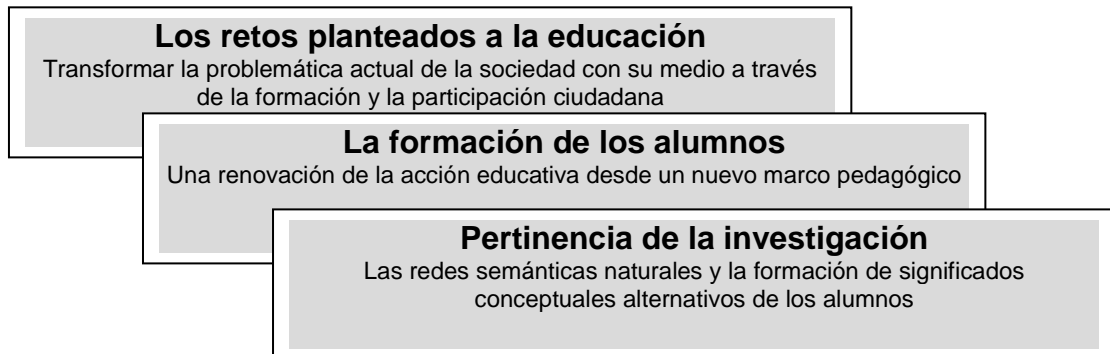 Los retos planteados a la educación
Transformar la problemática actual de la sociedad con su medio a través
de la formación y la participación ciudadana
La formación de los alumnos
Una renovación de la acción educativa desde un nuevo marco pedagógico
Pertinencia de la investigación
Las redes semánticas naturales y la formación de significados
conceptuales alternativos de los alumnos